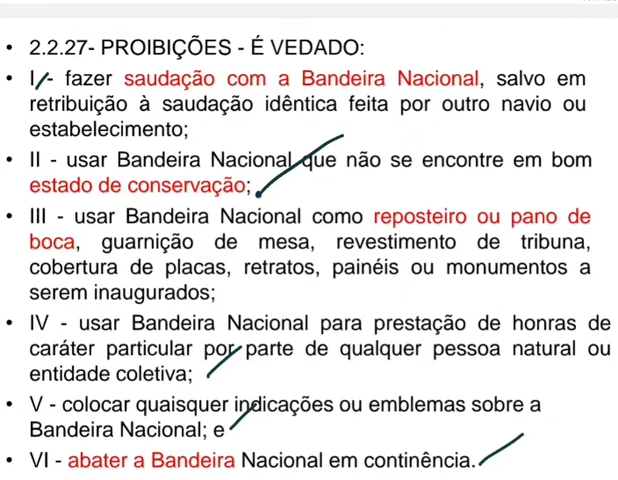 • 2.2.27- PROIBIÇÕES - É VEDADO:
• I - fazer saudação com a Bandeira Nacional, salvo em
retribuição à saudação idêntica feita por outro navio ou
estabelecimento;
• II - usar Bandeira Nacional que não se encontre em bom
estado de conservação;
• III - usar Bandeira Nacional como reposteiro ou pano de
boca, guarnição de mesa, revestimento de tribuna,
cobertura de placas, retratos, painéis ou monumentos a
serem inaugurados;
• IV - usar Bandeira Nacional para prestação de honras de
caráter particular por parte de qualquer pessoa natural ou
entidade coletiva;
• V - colocar quaisquer indicações ou emblemas sobre a
Bandeira Nacional; e
• VI - abater a Bandeira Nacional em continência.